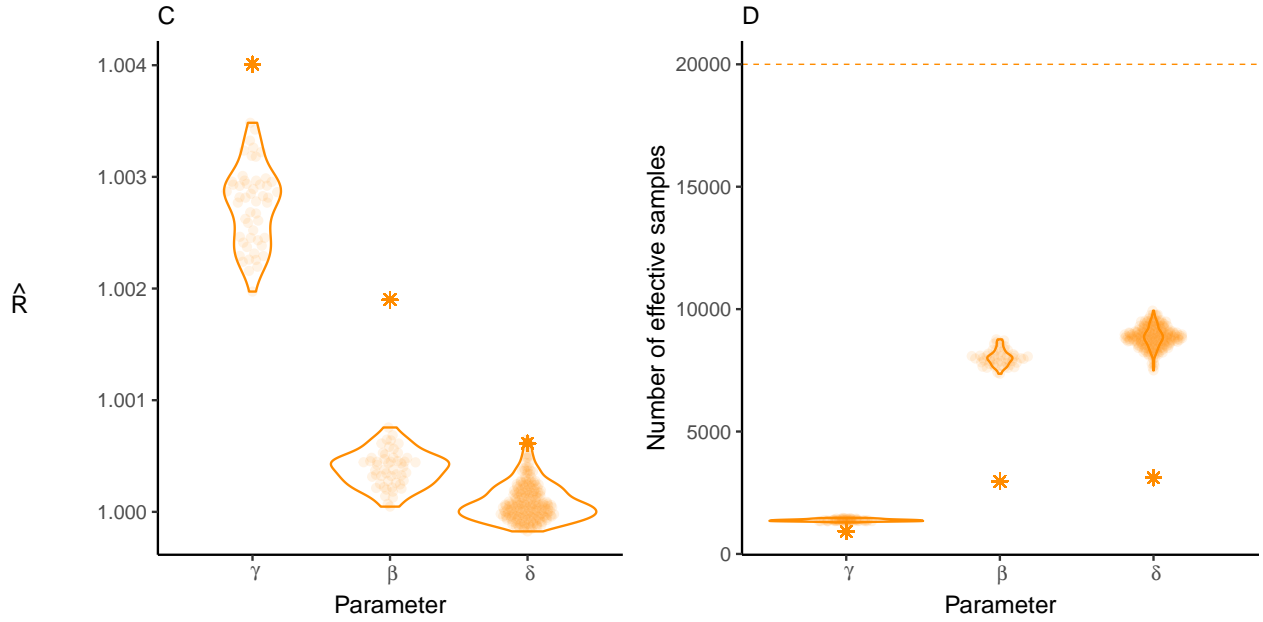 C
1.004
1.003
1.002
1.001
1.000
R̂
γ
β
δ
Parameter
D
20000
15000
10000
5000
0
Number of effective samples
γ
β
δ
Parameter